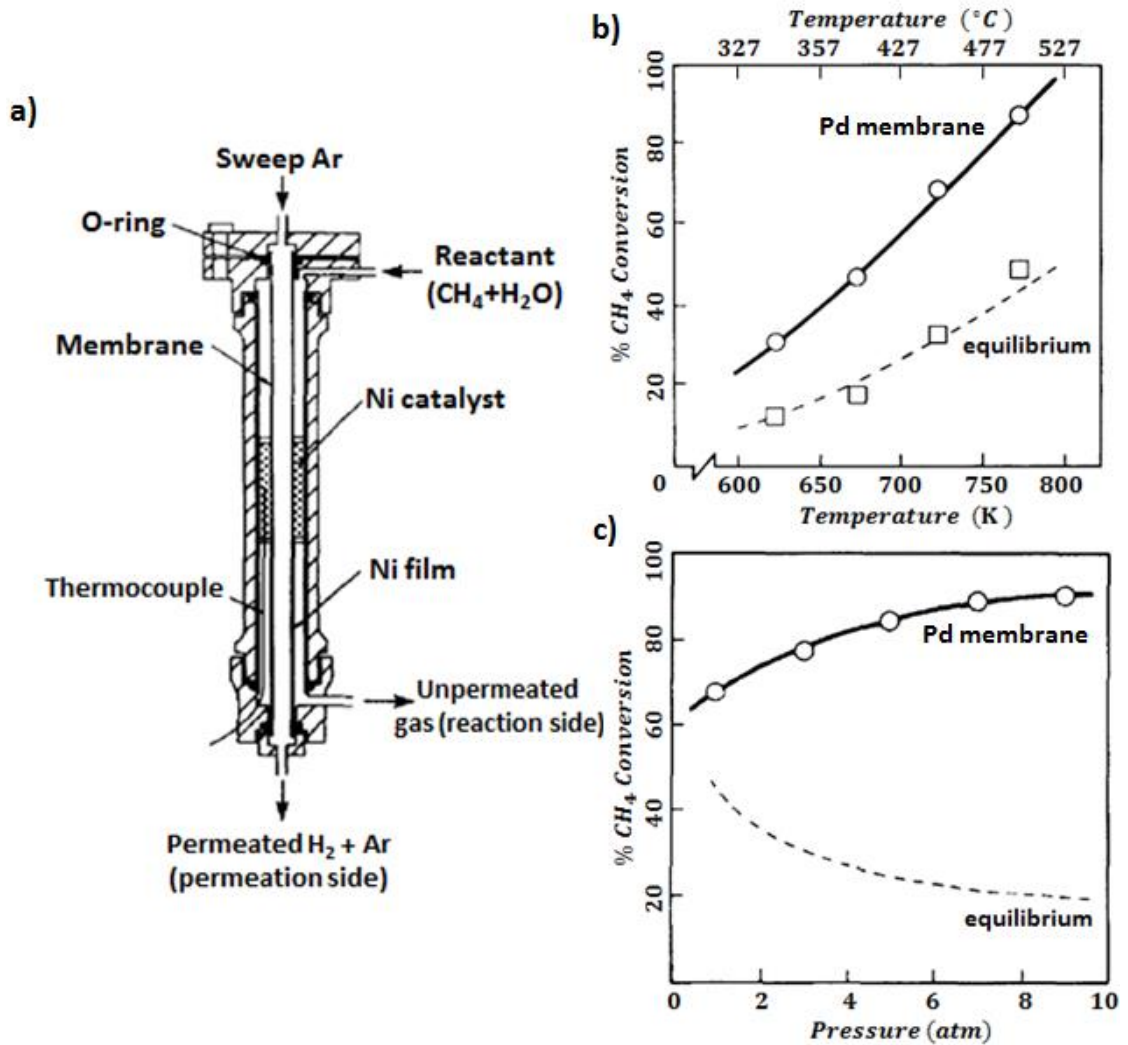 a)
Sweep Ar
O-ring
Reactant
(CH₄+H₂O)
Membrane
Ni catalyst
Thermocouple
Ni film
Unpermeated
gas (reaction side)
Permeated H₂ + Ar
(permeation side)
b)
Temperature (°C)
327 357 427 477 527
% CH₄ Conversion
100
80
60
40
20
0
Pd membrane
equilibrium
600 650 700 750 800
Temperature (K)
c)
% CH₄ Conversion
100
80
60
40
20
Pd membrane
equilibrium
0 2 4 6 8 10
Pressure (atm)